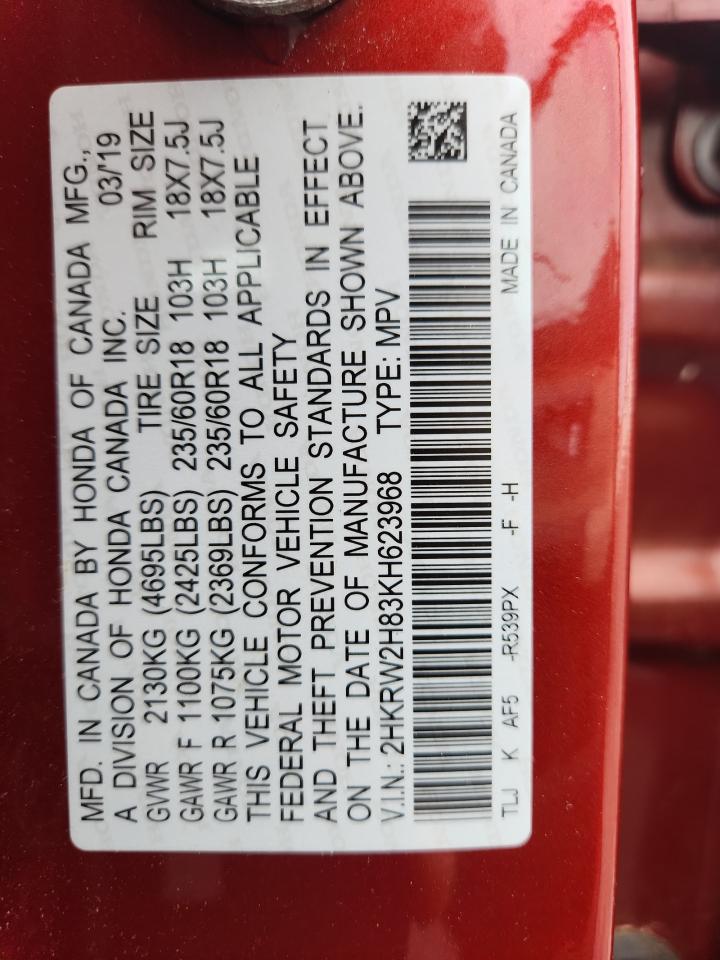 MFD. IN CANADA BY HONDA OF CANADA MFG.,
A DIVISION OF HONDA CANADA INC. 03/'19
GVWR 2130KG (4695LBS) TIRE SIZE RIM SIZE
GAWR F 1100KG (2425LBS) 235/60R18 103H 18X7.5J
GAWR R 1075KG (2369LBS) 235/60R18 103H 18X7.5J
THIS VEHICLE CONFORMS TO ALL APPLICABLE
FEDERAL MOTOR VEHICLE SAFETY
AND THEFT PREVENTION STANDARDS IN EFFECT
ON THE DATE OF MANUFACTURE SHOWN ABOVE.
V.I.N.: 2HKRW2H83KH623968 TYPE: MPV
TLJ K AF5 -R539PX -F -H MADE IN CANADA